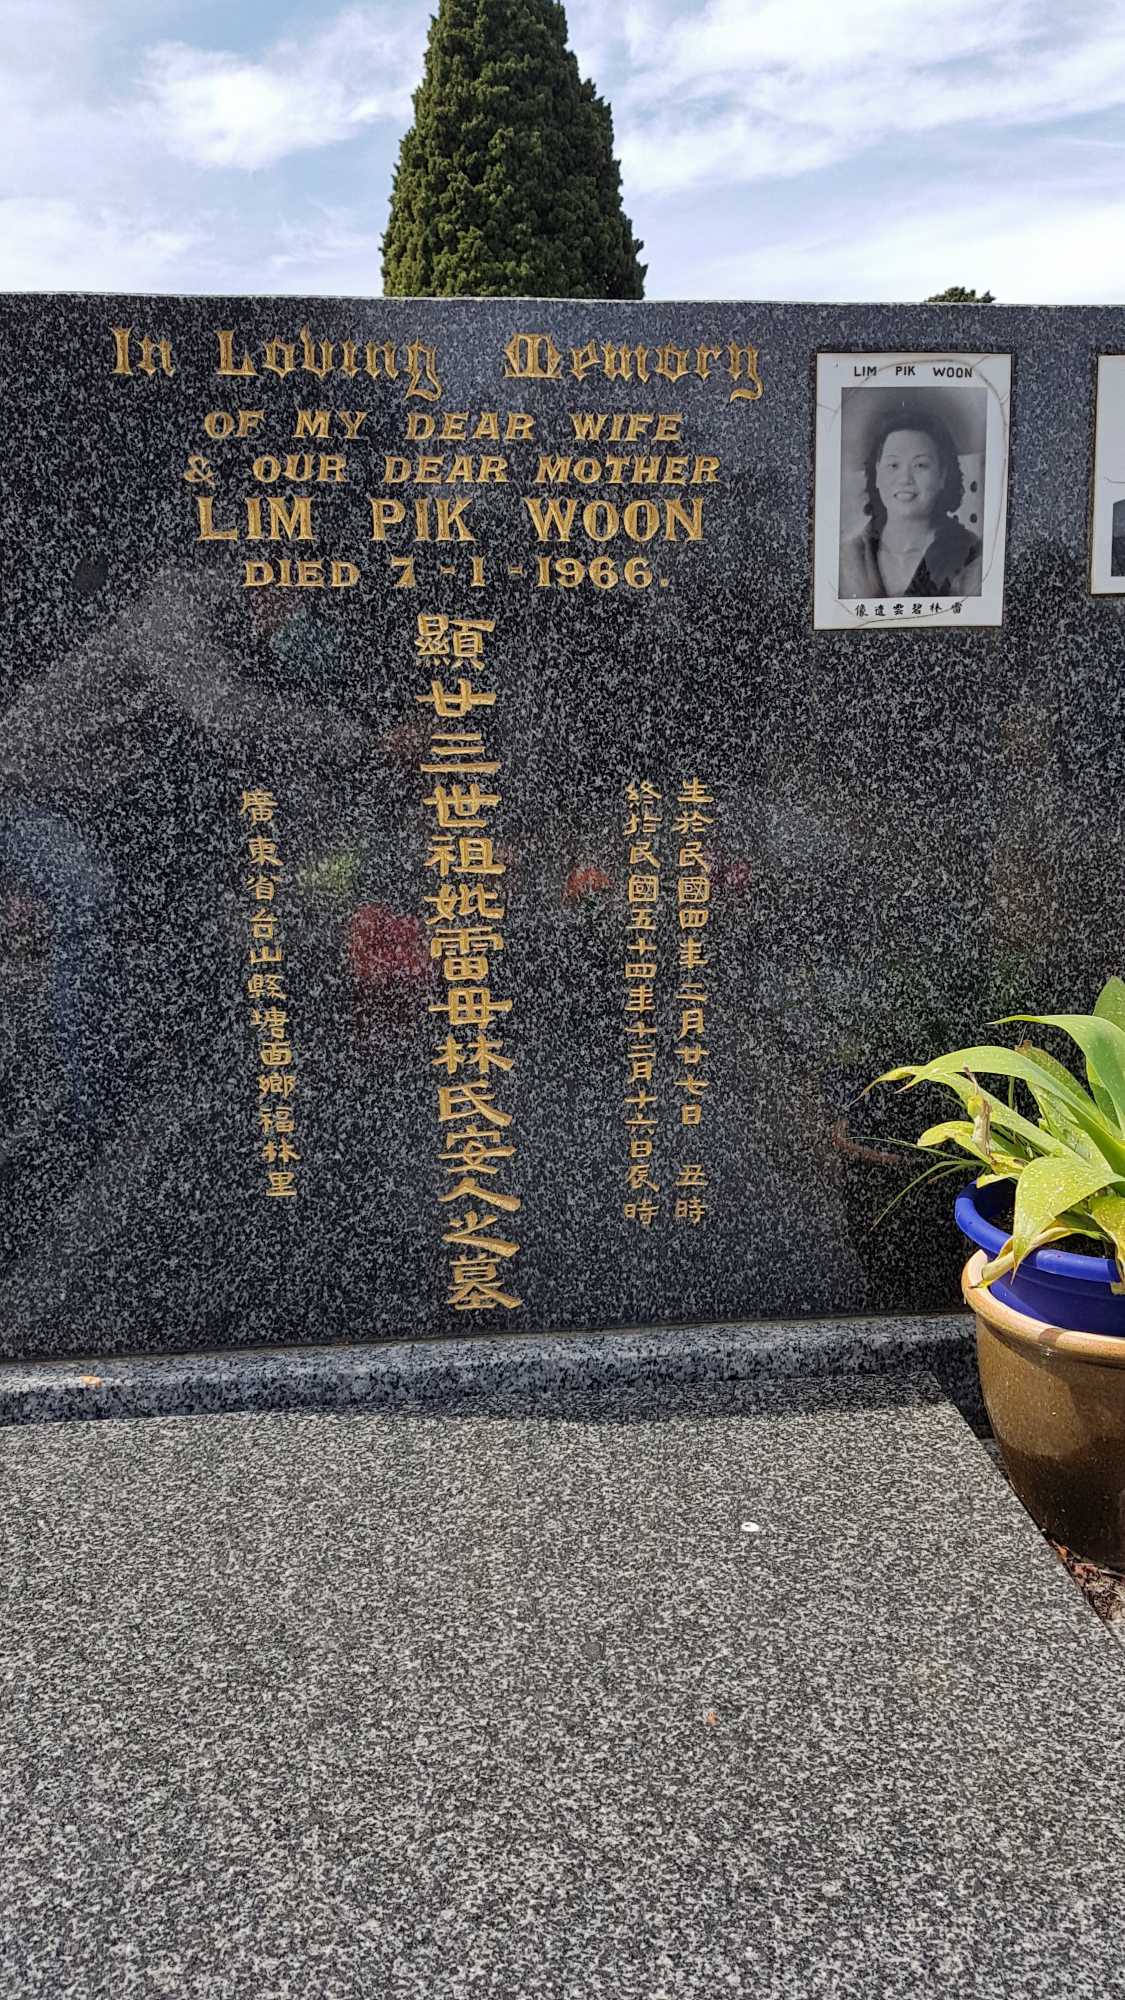 In Loving Memory
OF MY DEAR WIFE
& OUR DEAR MOTHER
LIM PIK WOON
DIED 7-1-1966.
LIM PIK WOON
雷林碧雲遺像
生於民國四年二月廿七日 丑時
終於民國五十四年十二月十六日辰時
顯廿三世祖妣雷母林氏安人之墓
廣東省台山縣塘面鄉福林里